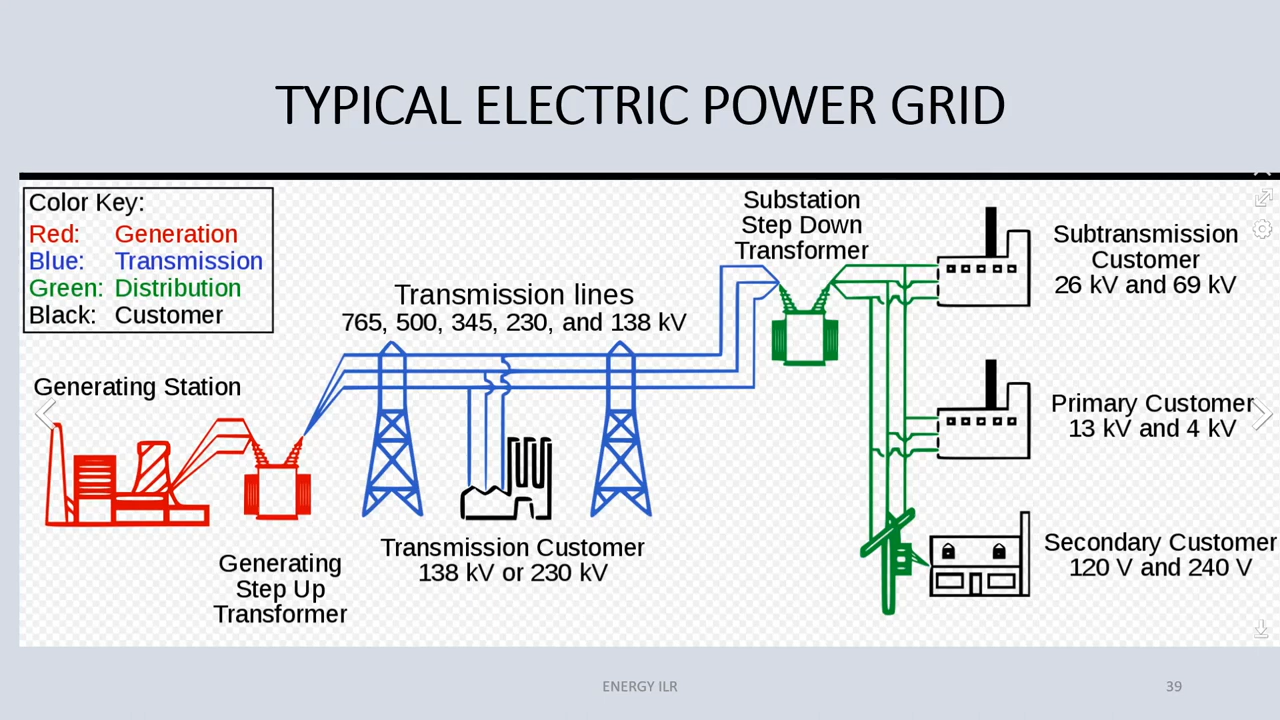 TYPICAL ELECTRIC POWER GRID
Color Key:
Red: Generation
Blue: Transmission
Green: Distribution
Black: Customer
Generating Station
Generating
Step Up
Transformer
Transmission lines
765, 500, 345, 230, and 138 kV
Transmission Customer
138 kV or 230 kV
Substation
Step Down
Transformer
Subtransmission
Customer
26 kV and 69 kV
Primary Customer
13 kV and 4 kV
Secondary Customer
120 V and 240 V
ENERGY ILR
39